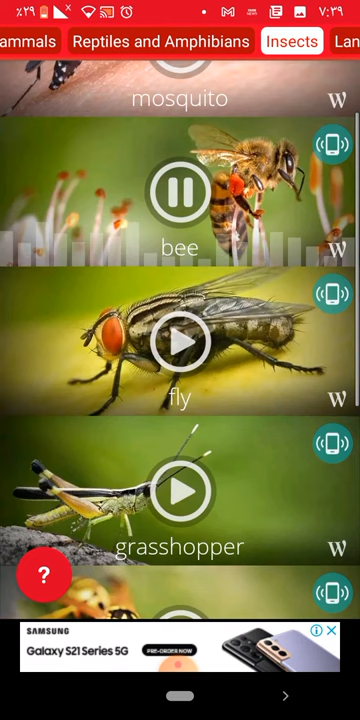 ٪۲۹ ۷:۳۹
ammals Reptiles and Amphibians Insects Lan
mosquito W
bee W
fly W
grasshopper W
?
SAMSUNG
Galaxy S21 Series 5G PRE-ORDER NOW